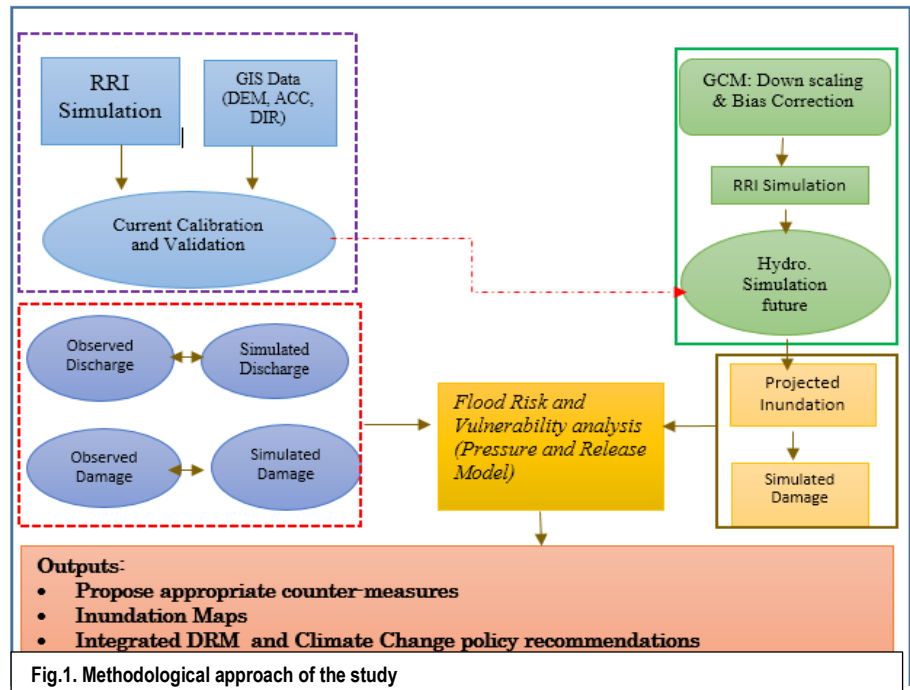 RRI
Simulation
GIS Data
(DEM, ACC,
DIR)
Current Calibration
and Validation
GCM: Down scaling
& Bias Correction
RRI Simulation
Hydro.
Simulation
future
Observed
Discharge
Simulated
Discharge
Observed
Damage
Simulated
Damage
Flood Risk and
Vulnerability analysis
(Pressure and Release
Model)
Projected
Inundation
Simulated
Damage
Outputs:
• Propose appropriate counter-measures
• Inundation Maps
• Integrated DRM and Climate Change policy recommendations
Fig.1. Methodological approach of the study